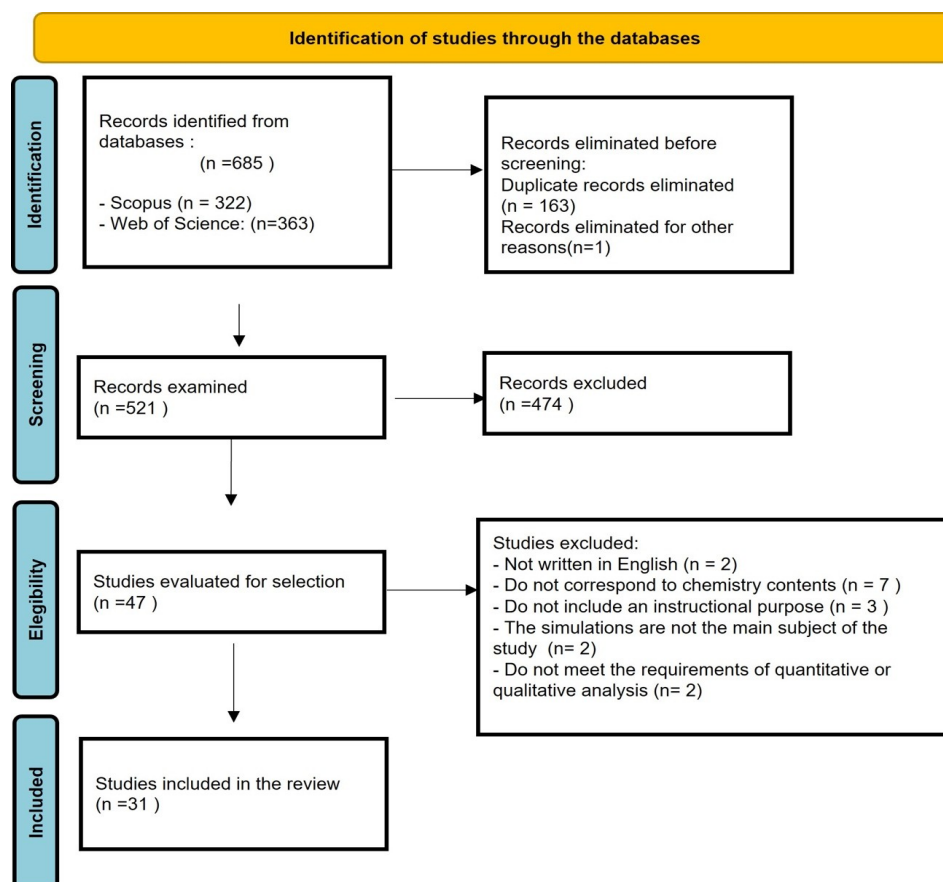 Identification of studies through the databases
Identification
Records identified from
databases :
(n =685 )
- Scopus (n = 322)
- Web of Science: (n=363)
Records eliminated before
screening:
Duplicate records eliminated
(n = 163)
Records eliminated for other
reasons(n=1)
Screening
Records examined
(n =521 )
Records excluded
(n =474 )
Elegibility
Studies evaluated for selection
(n =47 )
Studies excluded:
- Not written in English (n = 2)
- Do not correspond to chemistry contents (n = 7 )
- Do not include an instructional purpose (n = 3 )
- The simulations are not the main subject of the
study  (n= 2)
- Do not meet the requirements of quantitative or
qualitative analysis (n= 2)
Included
Studies included in the review
(n =31 )